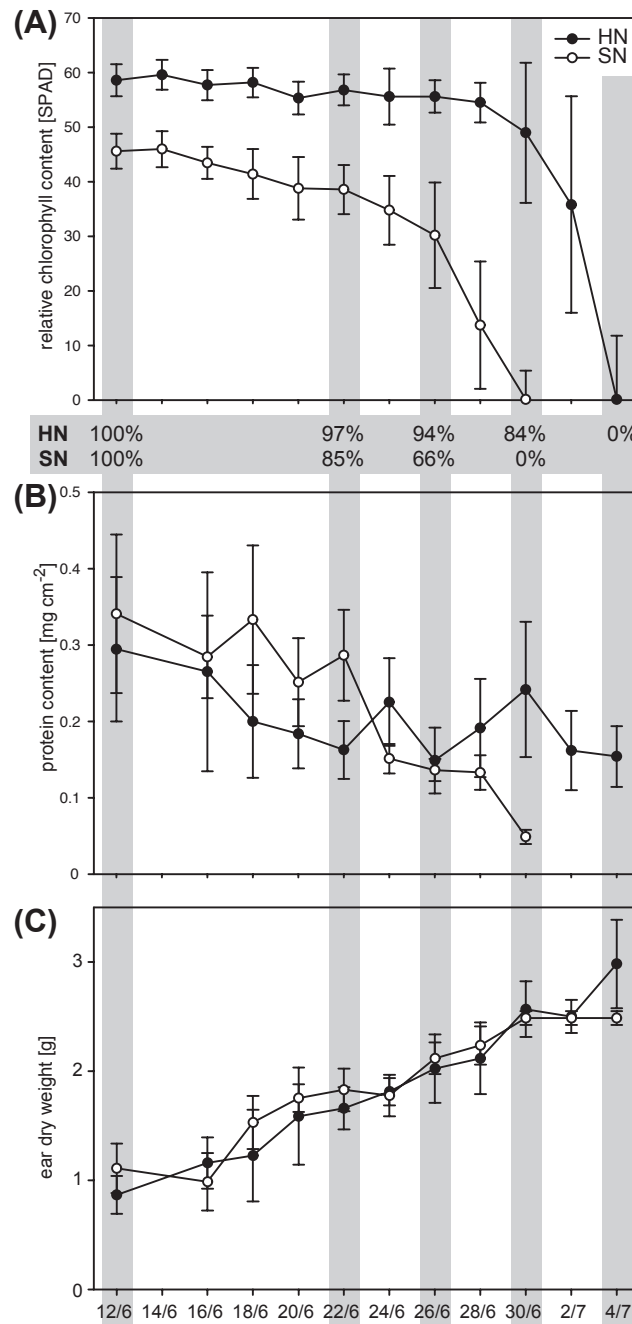 (A)
70
60
50
40
30
20
10
0
relative chlorophyll content [SPAD]
HN
SN
HN 100% 97% 94% 84% 0%
SN 100% 85% 66% 0%
(B)
0.5
0.4
0.3
0.2
0.1
0
protein content [mg cm⁻²]
(C)
3
2
1
0
ear dry weight [g]
12/6 14/6 16/6 18/6 20/6 22/6 24/6 26/6 28/6 30/6 2/7 4/7